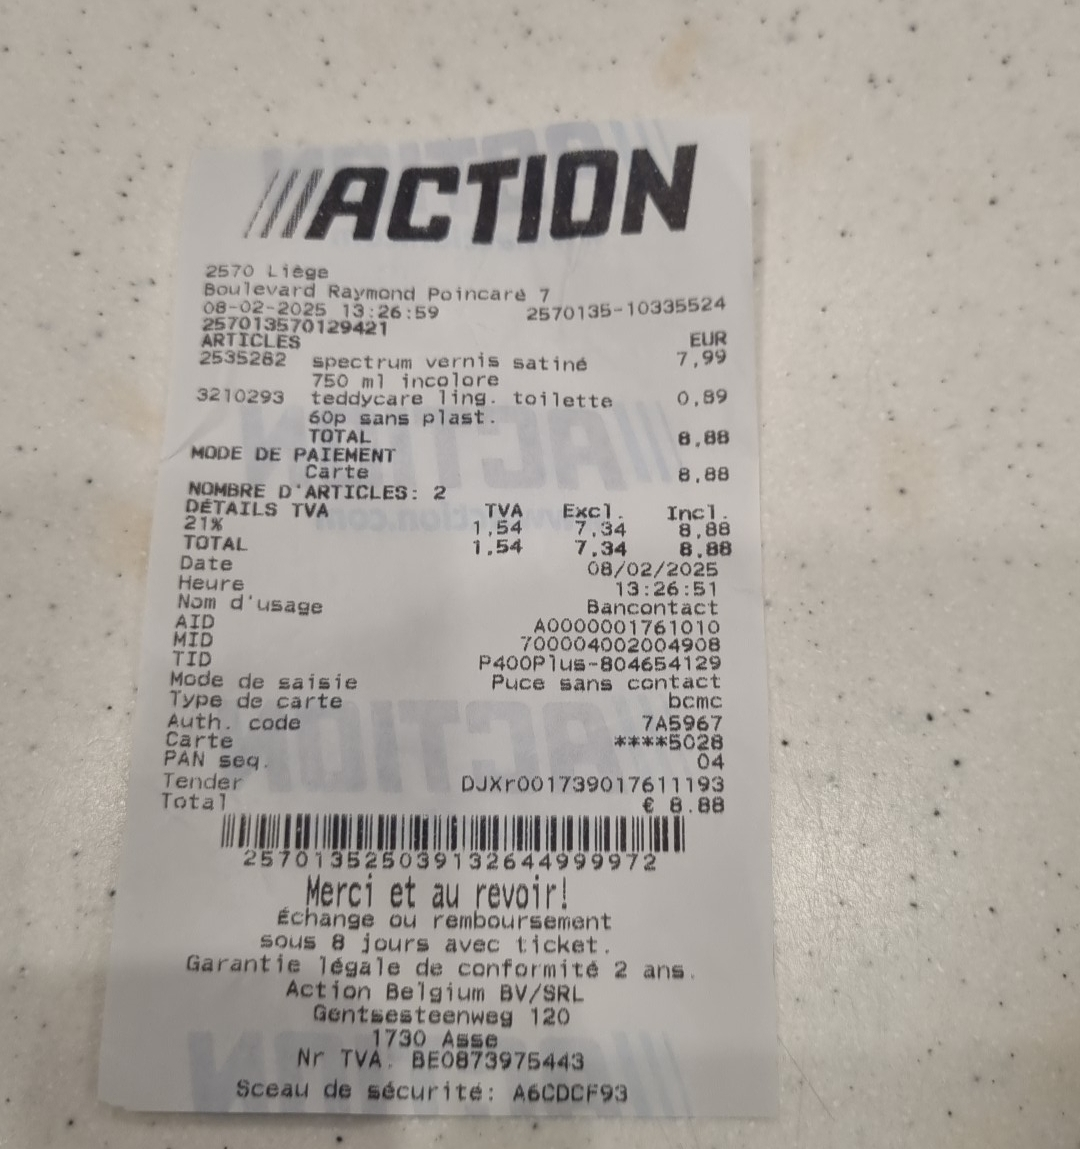 ///ACTION
2570 Liège
Boulevard Raymond Poincaré 7
08-02-2025 13:26:59 2570135-10335524
257013570129421
ARTICLES EUR
2535282 spectrum vernis satiné 7,99
750 ml incolore
3210293 teddycare ling. toilette 0,89
60p sans plast.
TOTAL 8,88
MODE DE PAIEMENT
Carte 8,88
NOMBRE D'ARTICLES: 2
DÉTAILS TVA TVA Excl. Incl.
21% 1,54 7,34 8,88
TOTAL 1,54 7,34 8,88
Date 08/02/2025
Heure 13:26:51
Nom d'usage Bancontact
AID A0000001761010
MID 700004002004908
TID P400Plus-804654129
Mode de saisie Puce sans contact
Type de carte bcmc
Auth. code 7A5967
Carte ****5028
PAN seq. 04
Tender DJXr001739017611193
Total € 8.88
257013525039132644999972
Merci et au revoir!
Échange ou remboursement
sous 8 jours avec ticket.
Garantie légale de conformité 2 ans.
Action Belgium BV/SRL
Gentsesteenweg 120
1730 Asse
Nr TVA. BE0873975443
Sceau de sécurité: A6CDCF93